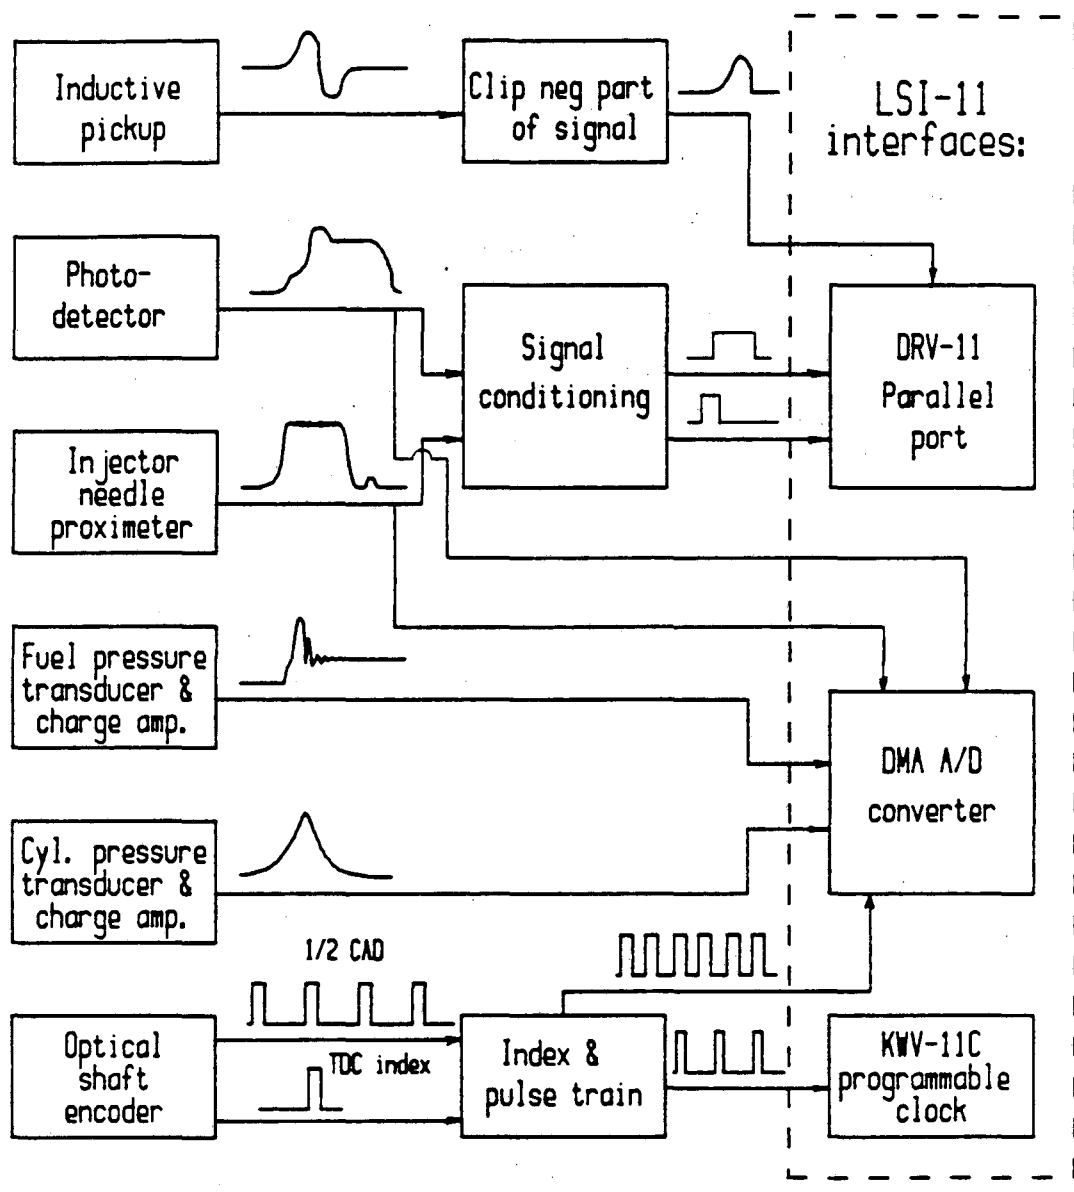 Inductive
pickup
Clip neg part
of signal
LSI-11
interfaces:
Photo-
detector
Signal
conditioning
DRV-11
Parallel
port
Injector
needle
proximeter
Fuel pressure
transducer &
charge amp.
DMA A/D
converter
Cyl. pressure
transducer &
charge amp.
1/2 CAD
Optical
shaft
encoder
TDC index
Index &
pulse train
KWV-11C
programmable
clock